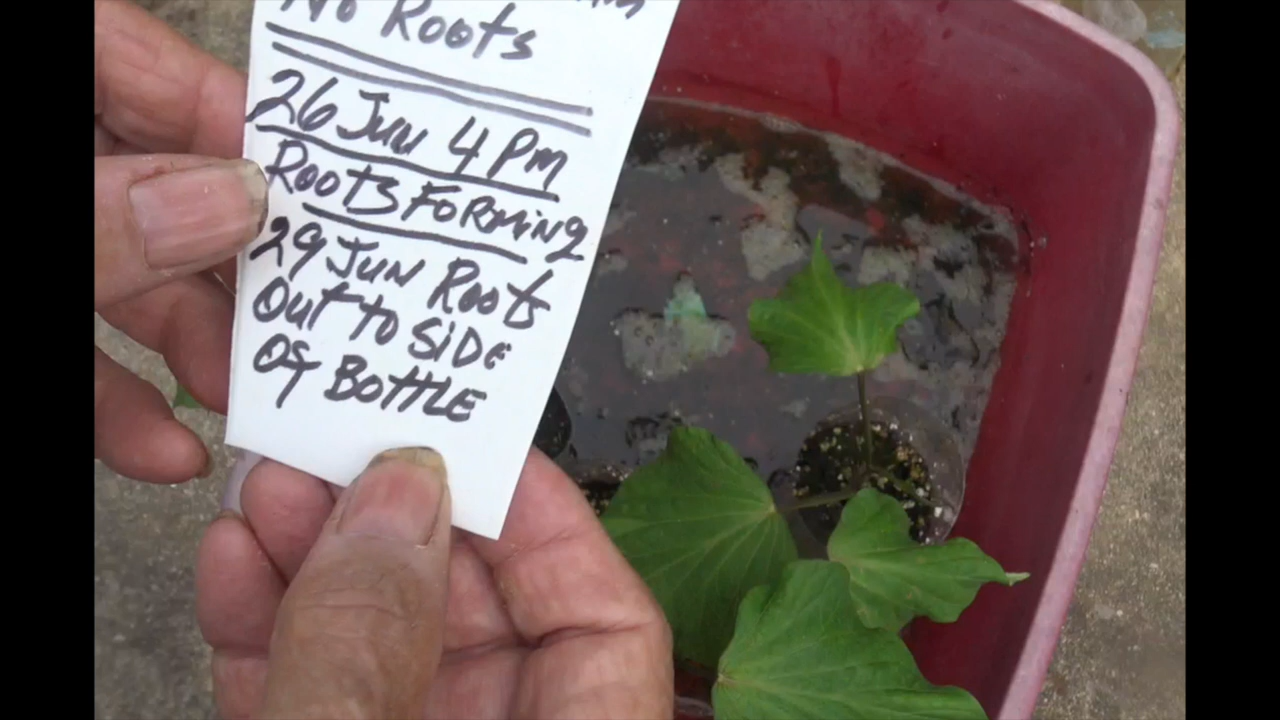 No Roots
26 Jun 4 Pm
Roots FORMiNg
29 JUN Roots
Out to SiDe
Of BottLE